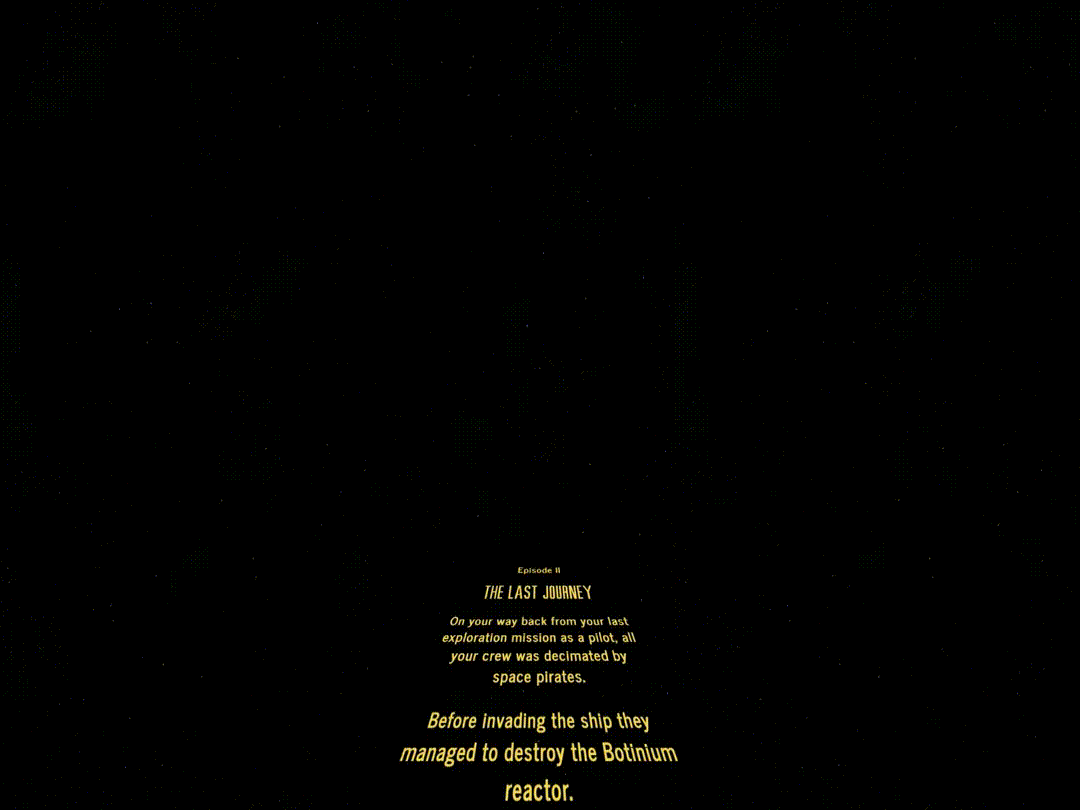 Episode II
THE LAST JOURNEY
On your way back from your last
exploration mission as a pilot, all
your crew was decimated by
space pirates.
Before invading the ship they
managed to destroy the Botinium
reactor.